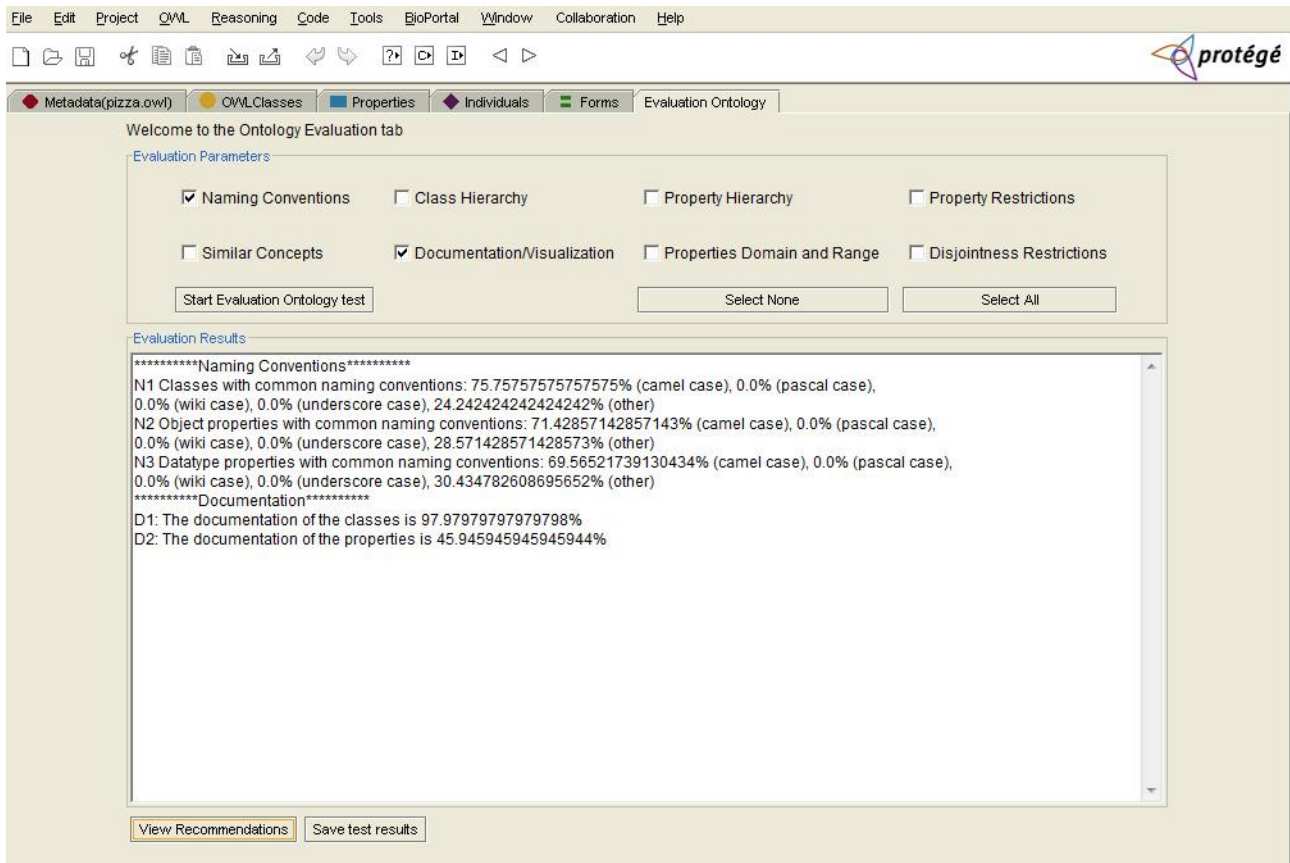 File Edit Project OWL Reasoning Code Tools BioPortal Window Collaboration Help
protégé
Metadata(pizza.owl) OWLClasses Properties Individuals Forms Evaluation Ontology
Welcome to the Ontology Evaluation tab
Evaluation Parameters
Naming Conventions Class Hierarchy Property Hierarchy Property Restrictions
Similar Concepts Documentation/Visualization Properties Domain and Range Disjointness Restrictions
Start Evaluation Ontology test Select None Select All
Evaluation Results
**********Naming Conventions**********
N1 Classes with common naming conventions: 75.75757575757575% (camel case), 0.0% (pascal case),
0.0% (wiki case), 0.0% (underscore case), 24.242424242424242% (other)
N2 Object properties with common naming conventions: 71.42857142857143% (camel case), 0.0% (pascal case),
0.0% (wiki case), 0.0% (underscore case), 28.571428571428573% (other)
N3 Datatype properties with common naming conventions: 69.56521739130434% (camel case), 0.0% (pascal case),
0.0% (wiki case), 0.0% (underscore case), 30.434782608695652% (other)
**********Documentation**********
D1: The documentation of the classes is 97.97979797979798%
D2: The documentation of the properties is 45.945945945945944%
View Recommendations Save test results